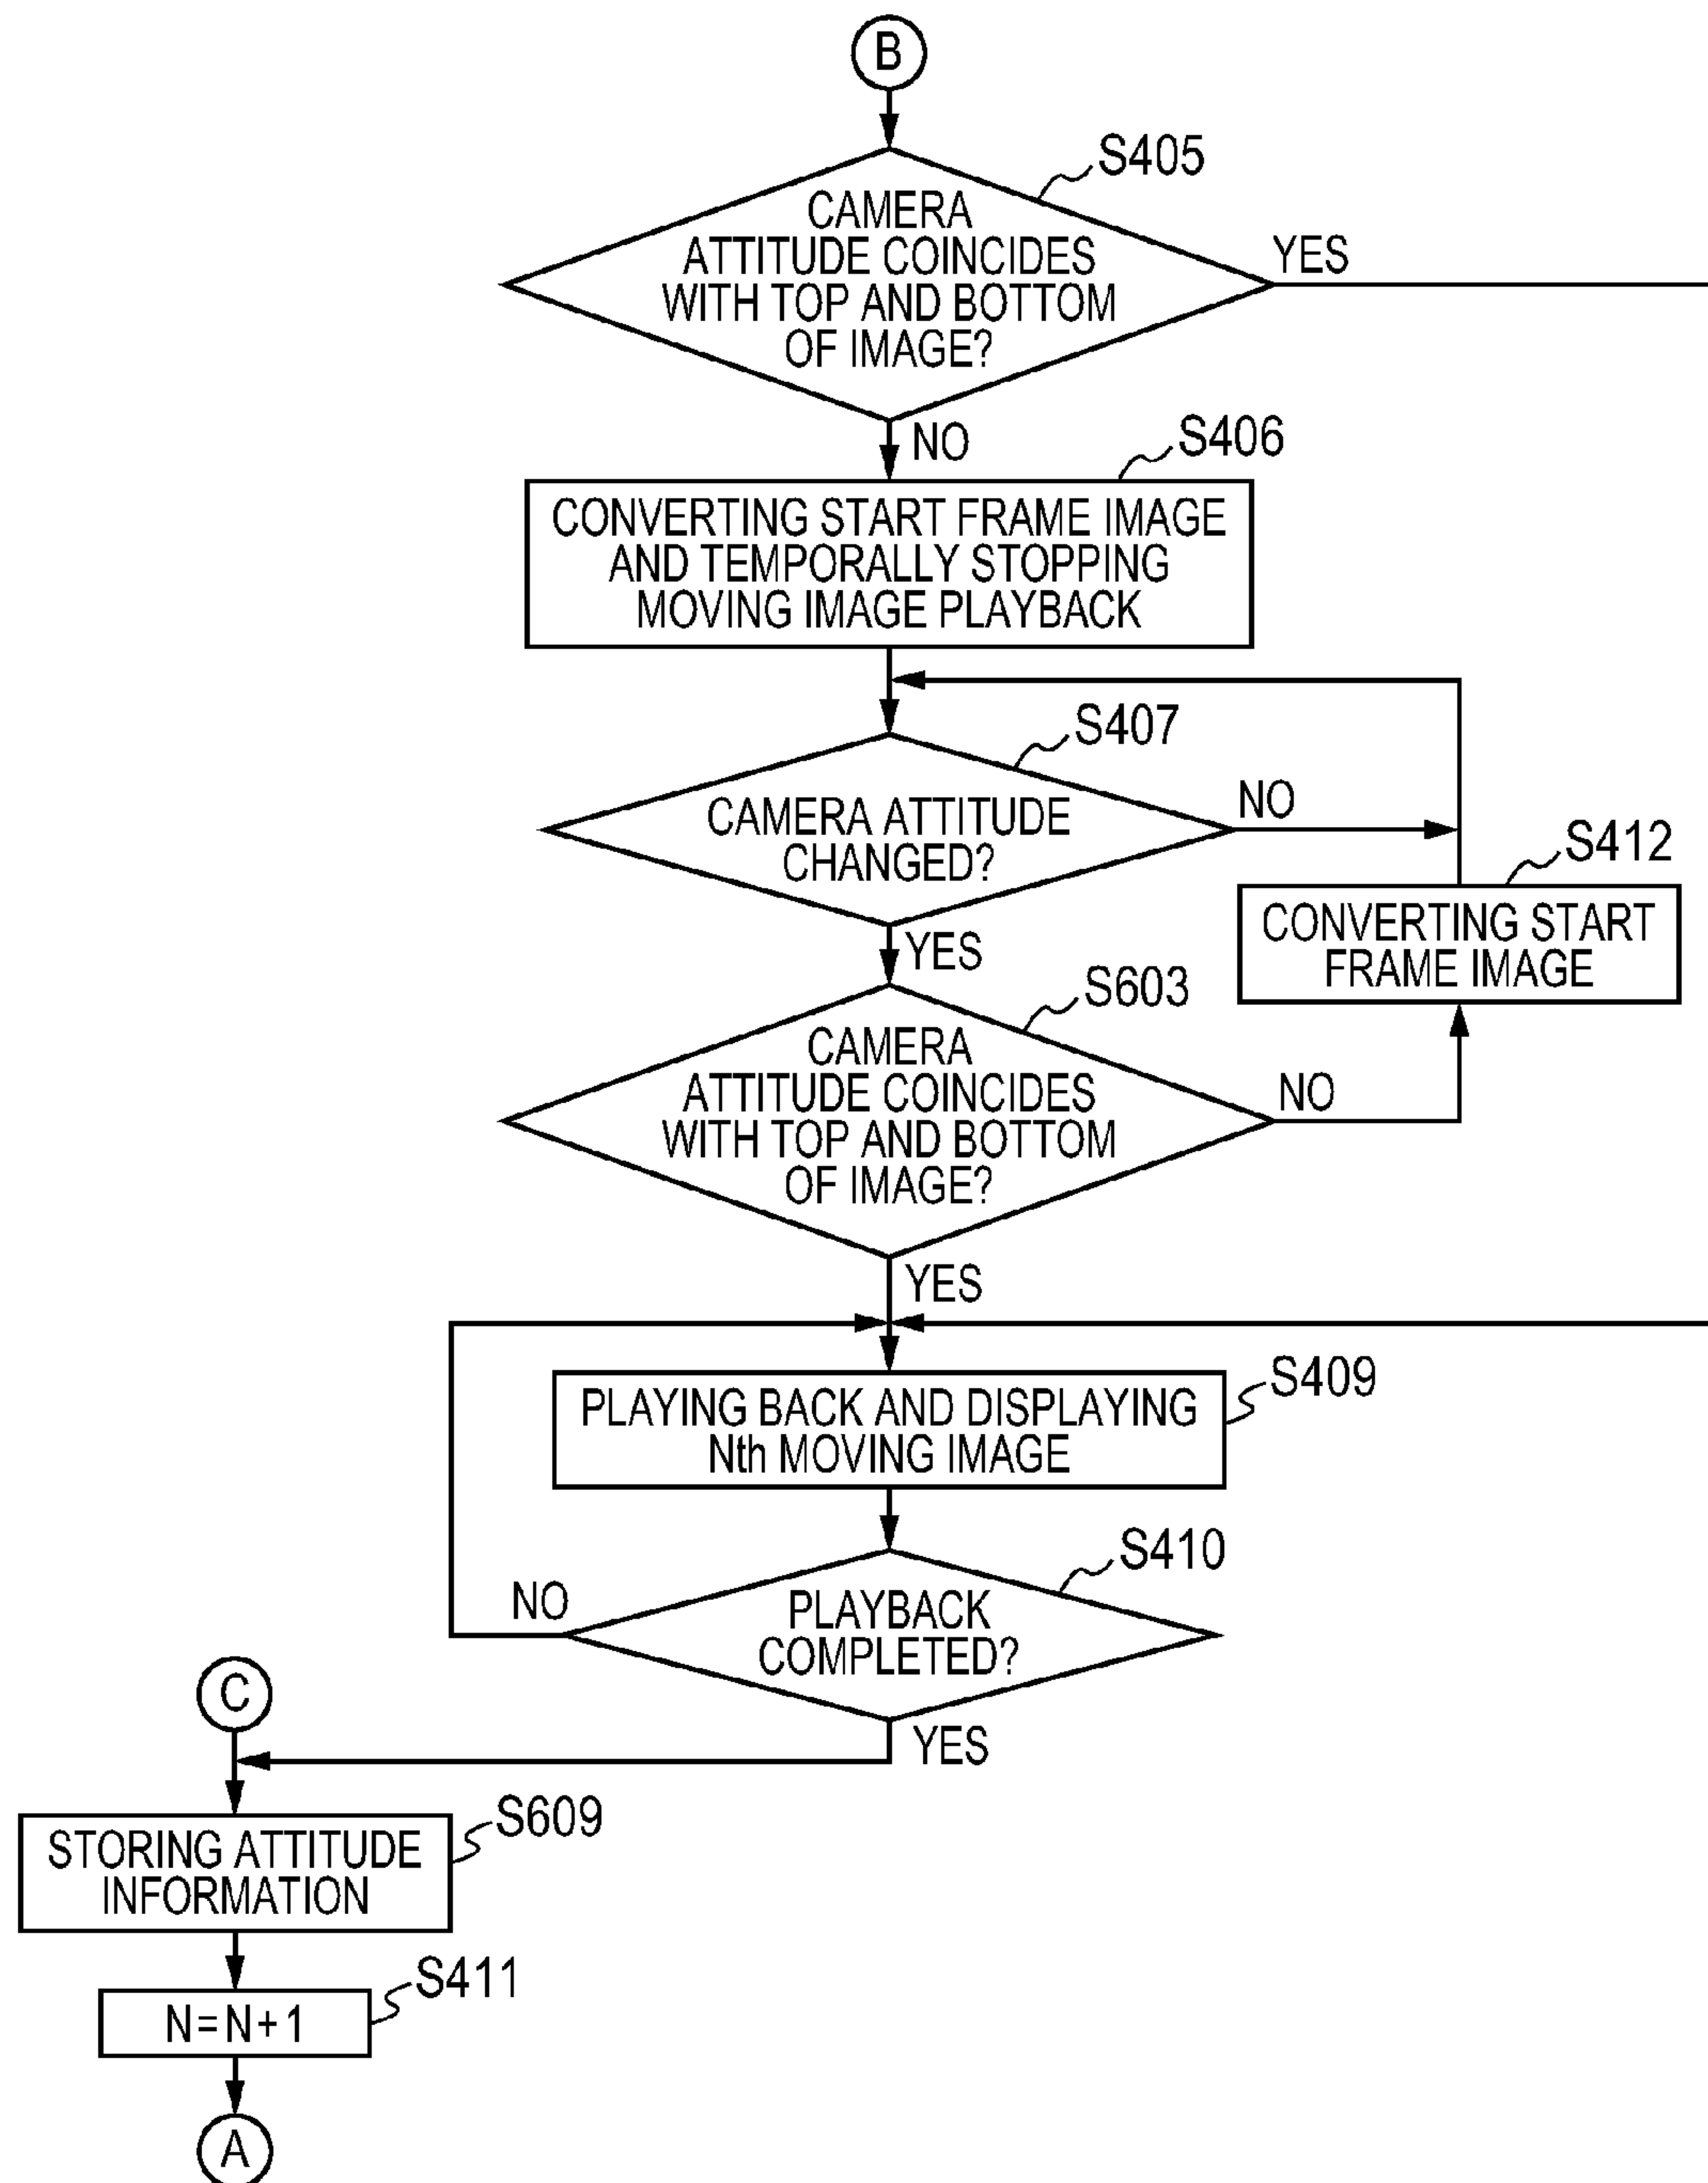 B
S405
CAMERA
ATTITUDE COINCIDES
WITH TOP AND BOTTOM
OF IMAGE?
YES
NO
S406
CONVERTING START FRAME IMAGE
AND TEMPORALLY STOPPING
MOVING IMAGE PLAYBACK
S407
CAMERA ATTITUDE
CHANGED?
NO
S412
CONVERTING START
FRAME IMAGE
YES
S603
CAMERA
ATTITUDE COINCIDES
WITH TOP AND BOTTOM
OF IMAGE?
NO
YES
S409
PLAYING BACK AND DISPLAYING
Nth MOVING IMAGE
S410
PLAYBACK
COMPLETED?
NO
YES
C
S609
STORING ATTITUDE
INFORMATION
S411
N=N+1
A